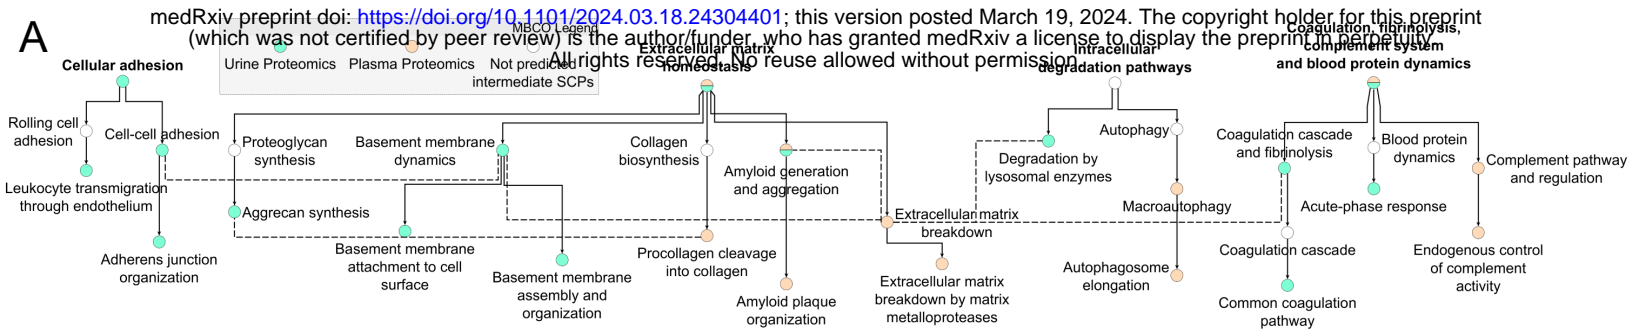 medRxiv preprint doi: https://doi.org/10.1101/2024.03.18.24304401; this version posted March 19, 2024. The copyright holder for this preprint
(which was not certified by peer review) is the author/funder, who has granted medRxiv a license to display the preprint in perpetuity.
All rights reserved. No reuse allowed without permission.
A
MBCO Legend
Urine Proteomics
Plasma Proteomics
Not predicted
intermediate SCPs
Cellular adhesion
Rolling cell
adhesion
Cell-cell adhesion
Leukocyte transmigration
through endothelium
Adherens junction
organization
Extracellular matrix
homeostasis
Proteoglycan
synthesis
Aggrecan synthesis
Basement membrane
dynamics
Basement membrane
attachment to cell
surface
Basement membrane
assembly and
organization
Collagen
biosynthesis
Procollagen cleavage
into collagen
Amyloid generation
and aggregation
Amyloid plaque
organization
Extracellular matrix
breakdown
Extracellular matrix
breakdown by matrix
metalloproteases
Intracellular
degradation pathways
Degradation by
lysosomal enzymes
Autophagy
Macroautophagy
Autophagosome
elongation
Coagulation, fibrinolysis,
complement system
and blood protein dynamics
Coagulation cascade
and fibrinolysis
Coagulation cascade
Common coagulation
pathway
Blood protein
dynamics
Acute-phase response
Complement pathway
and regulation
Endogenous control
of complement
activity